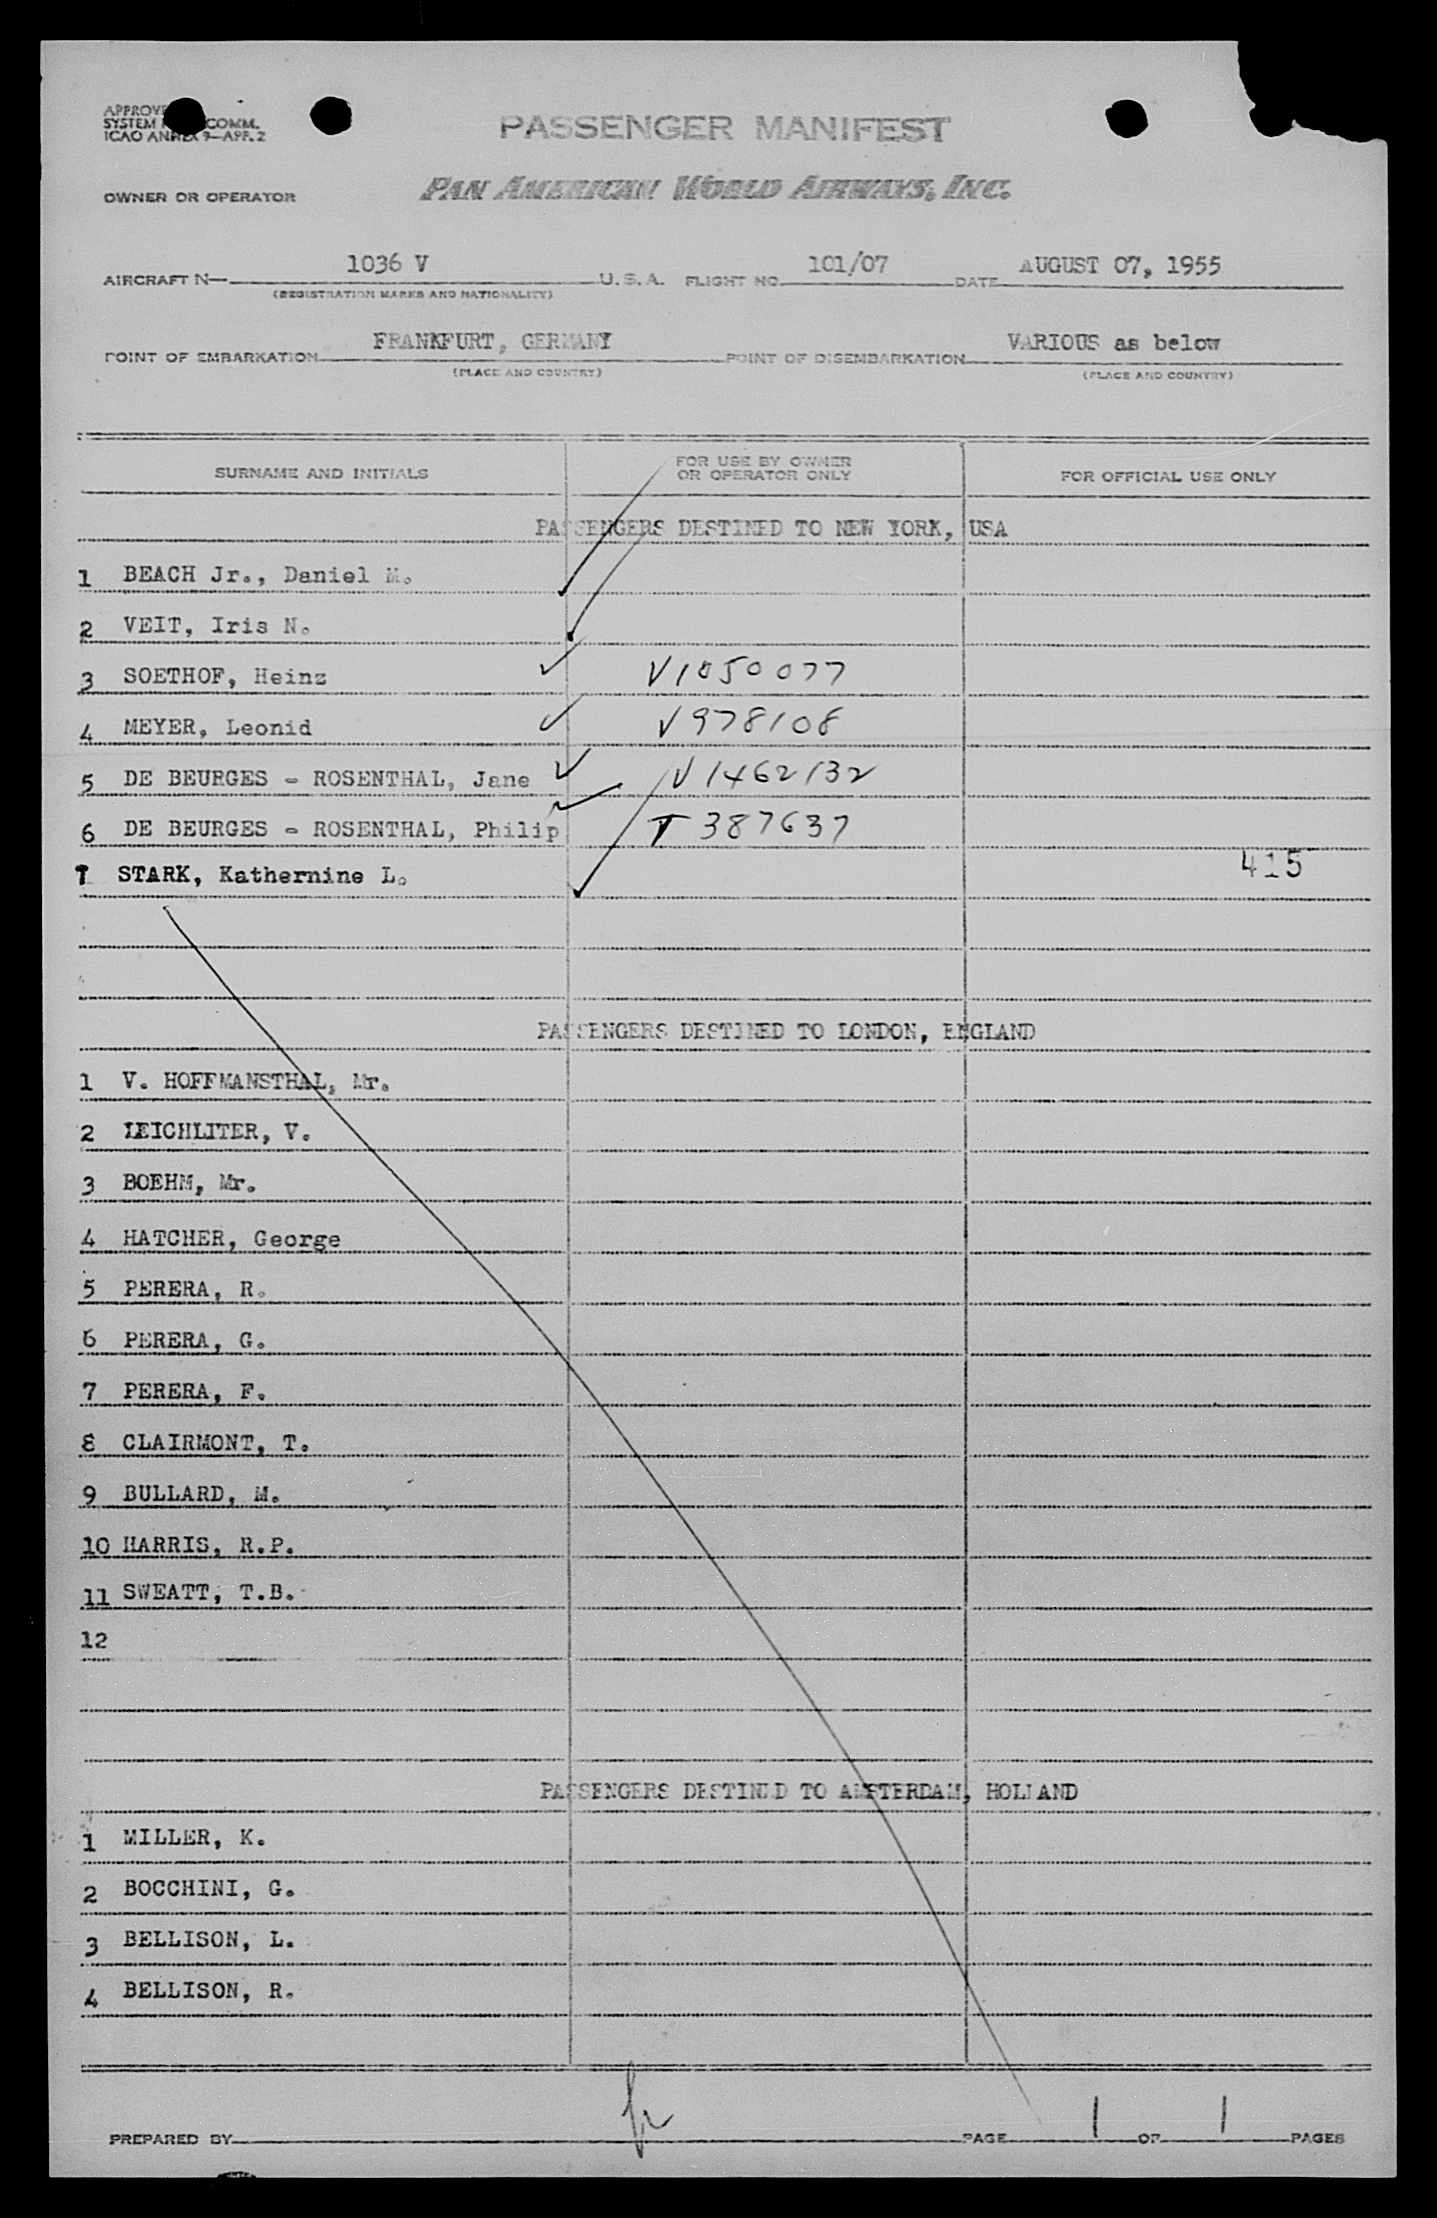 APPROVE
SYSTEM COMM.
ICAO ANNEX 9—APP. 2
PASSENGER MANIFEST
OWNER OR OPERATOR PAN AMERICAN WORLD AIRWAYS, INC.
AIRCRAFT N— 1036 V U. S. A. FLIGHT NO. 101/07 DATE AUGUST 07, 1955
(REGISTRATION MARKS AND NATIONALITY)
POINT OF EMBARKATION FRANKFURT, GERMANY POINT OF DISEMBARKATION VARIOUS as below
(PLACE AND COUNTRY) (PLACE AND COUNTRY)
SURNAME AND INITIALS FOR USE BY OWNER OR OPERATOR ONLY FOR OFFICIAL USE ONLY
PASSENGERS DESTINED TO NEW YORK, USA
1 BEACH Jr., Daniel M.
2 VEIT, Iris N.
3 SOETHOF, Heinz V1050077
4 MEYER, Leonid V978108
5 DE BEURGES - ROSENTHAL, Jane V1462132
6 DE BEURGES - ROSENTHAL, Philip T387637
7 STARK, Kathernine L. 415
PASSENGERS DESTINED TO LONDON, ENGLAND
1 V. HOFFMANSTHAL, Mr.
2 LEICHLITER, V.
3 BOEHM, Mr.
4 HATCHER, George
5 PERERA, R.
6 PERERA, G.
7 PERERA, F.
8 CLAIRMONT, T.
9 BULLARD, M.
10 HARRIS, R.P.
11 SWEATT, T.B.
12
PASSENGERS DESTINED TO AMSTERDAM, HOLLAND
1 MILLER, K.
2 BOCCHINI, G.
3 BELLISON, L.
4 BELLISON, R.
PREPARED BY PAGE 1 OF 1 PAGES